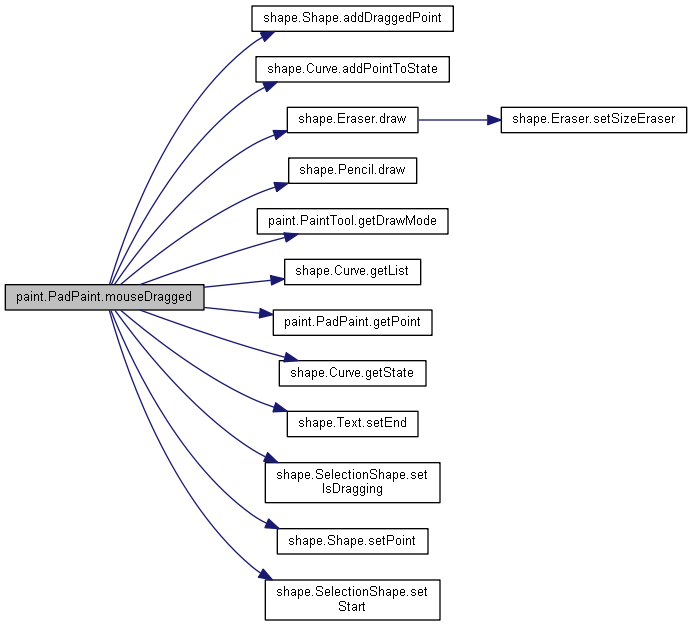 shape.Shape.addDraggedPoint
shape.Curve.addPointToState
shape.Eraser.draw
shape.Eraser.setSizeEraser
shape.Pencil.draw
paint.PaintTool.getDrawMode
shape.Curve.getList
paint.PadPaint.mouseDragged
paint.PadPaint.getPoint
shape.Curve.getState
shape.Text.setEnd
shape.SelectionShape.set
IsDragging
shape.Shape.setPoint
shape.SelectionShape.set
Start